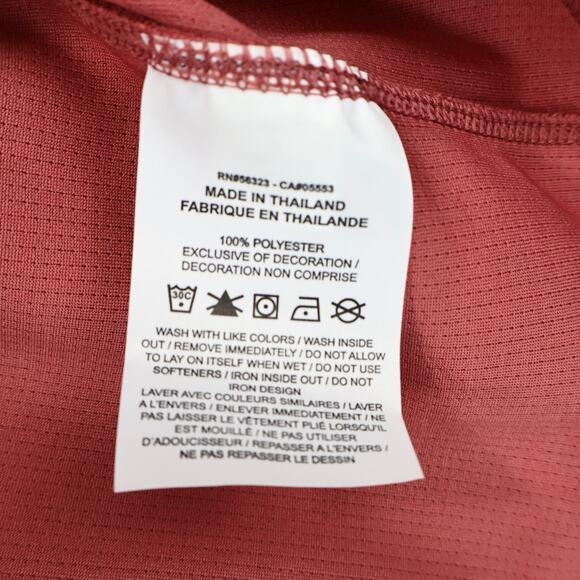 RN#56323 - CA#05553
MADE IN THAILAND
FABRIQUE EN THAILANDE
100% POLYESTER
EXCLUSIVE OF DECORATION /
DECORATION NON COMPRISE
30C
WASH WITH LIKE COLORS / WASH INSIDE
OUT / REMOVE IMMEDIATELY / DO NOT ALLOW
TO LAY ON ITSELF WHEN WET / DO NOT USE
SOFTENERS / IRON INSIDE OUT / DO NOT
IRON DESIGN
LAVER AVEC COULEURS SIMILAIRES / LAVER
A L'ENVERS / ENLEVER IMMEDIATEMENT / NE
PAS LAISSER LE VÊTEMENT PLIÉ LORSQU'IL
EST MOUILLÉ / NE PAS UTILISER
D'ADOUCISSEUR / REPASSER A L'ENVERS /
NE PAS REPASSER LE DESSIN